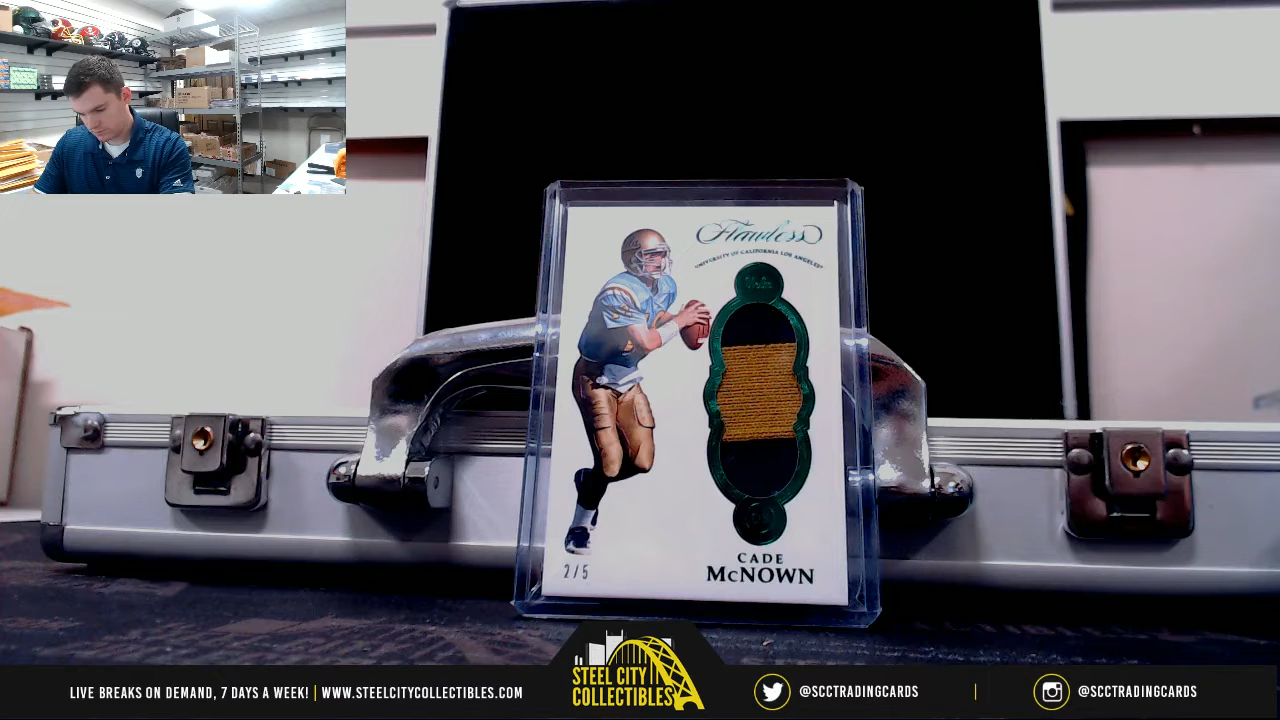 Flawless
UNIVERSITY OF CALIFORNIA LOS ANGELES
CADE
McNOWN
2/5
LIVE BREAKS ON DEMAND, 7 DAYS A WEEK! | WWW.STEELCITYCOLLECTIBLES.COM
STEEL CITY
COLLECTIBLES
@SCCTRADINGCARDS
@SCCTRADINGCARDS